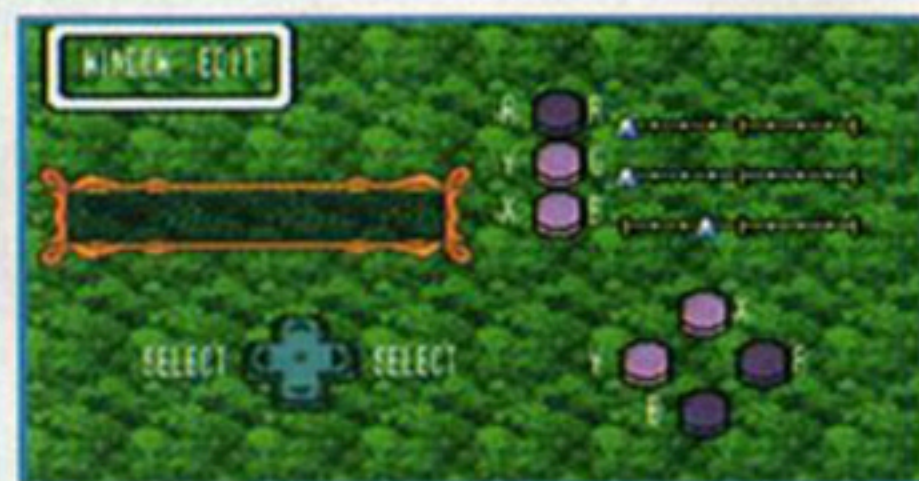 WINDOW EDIT
A R
Y G
X B
SELECT SELECT
X
Y A
B